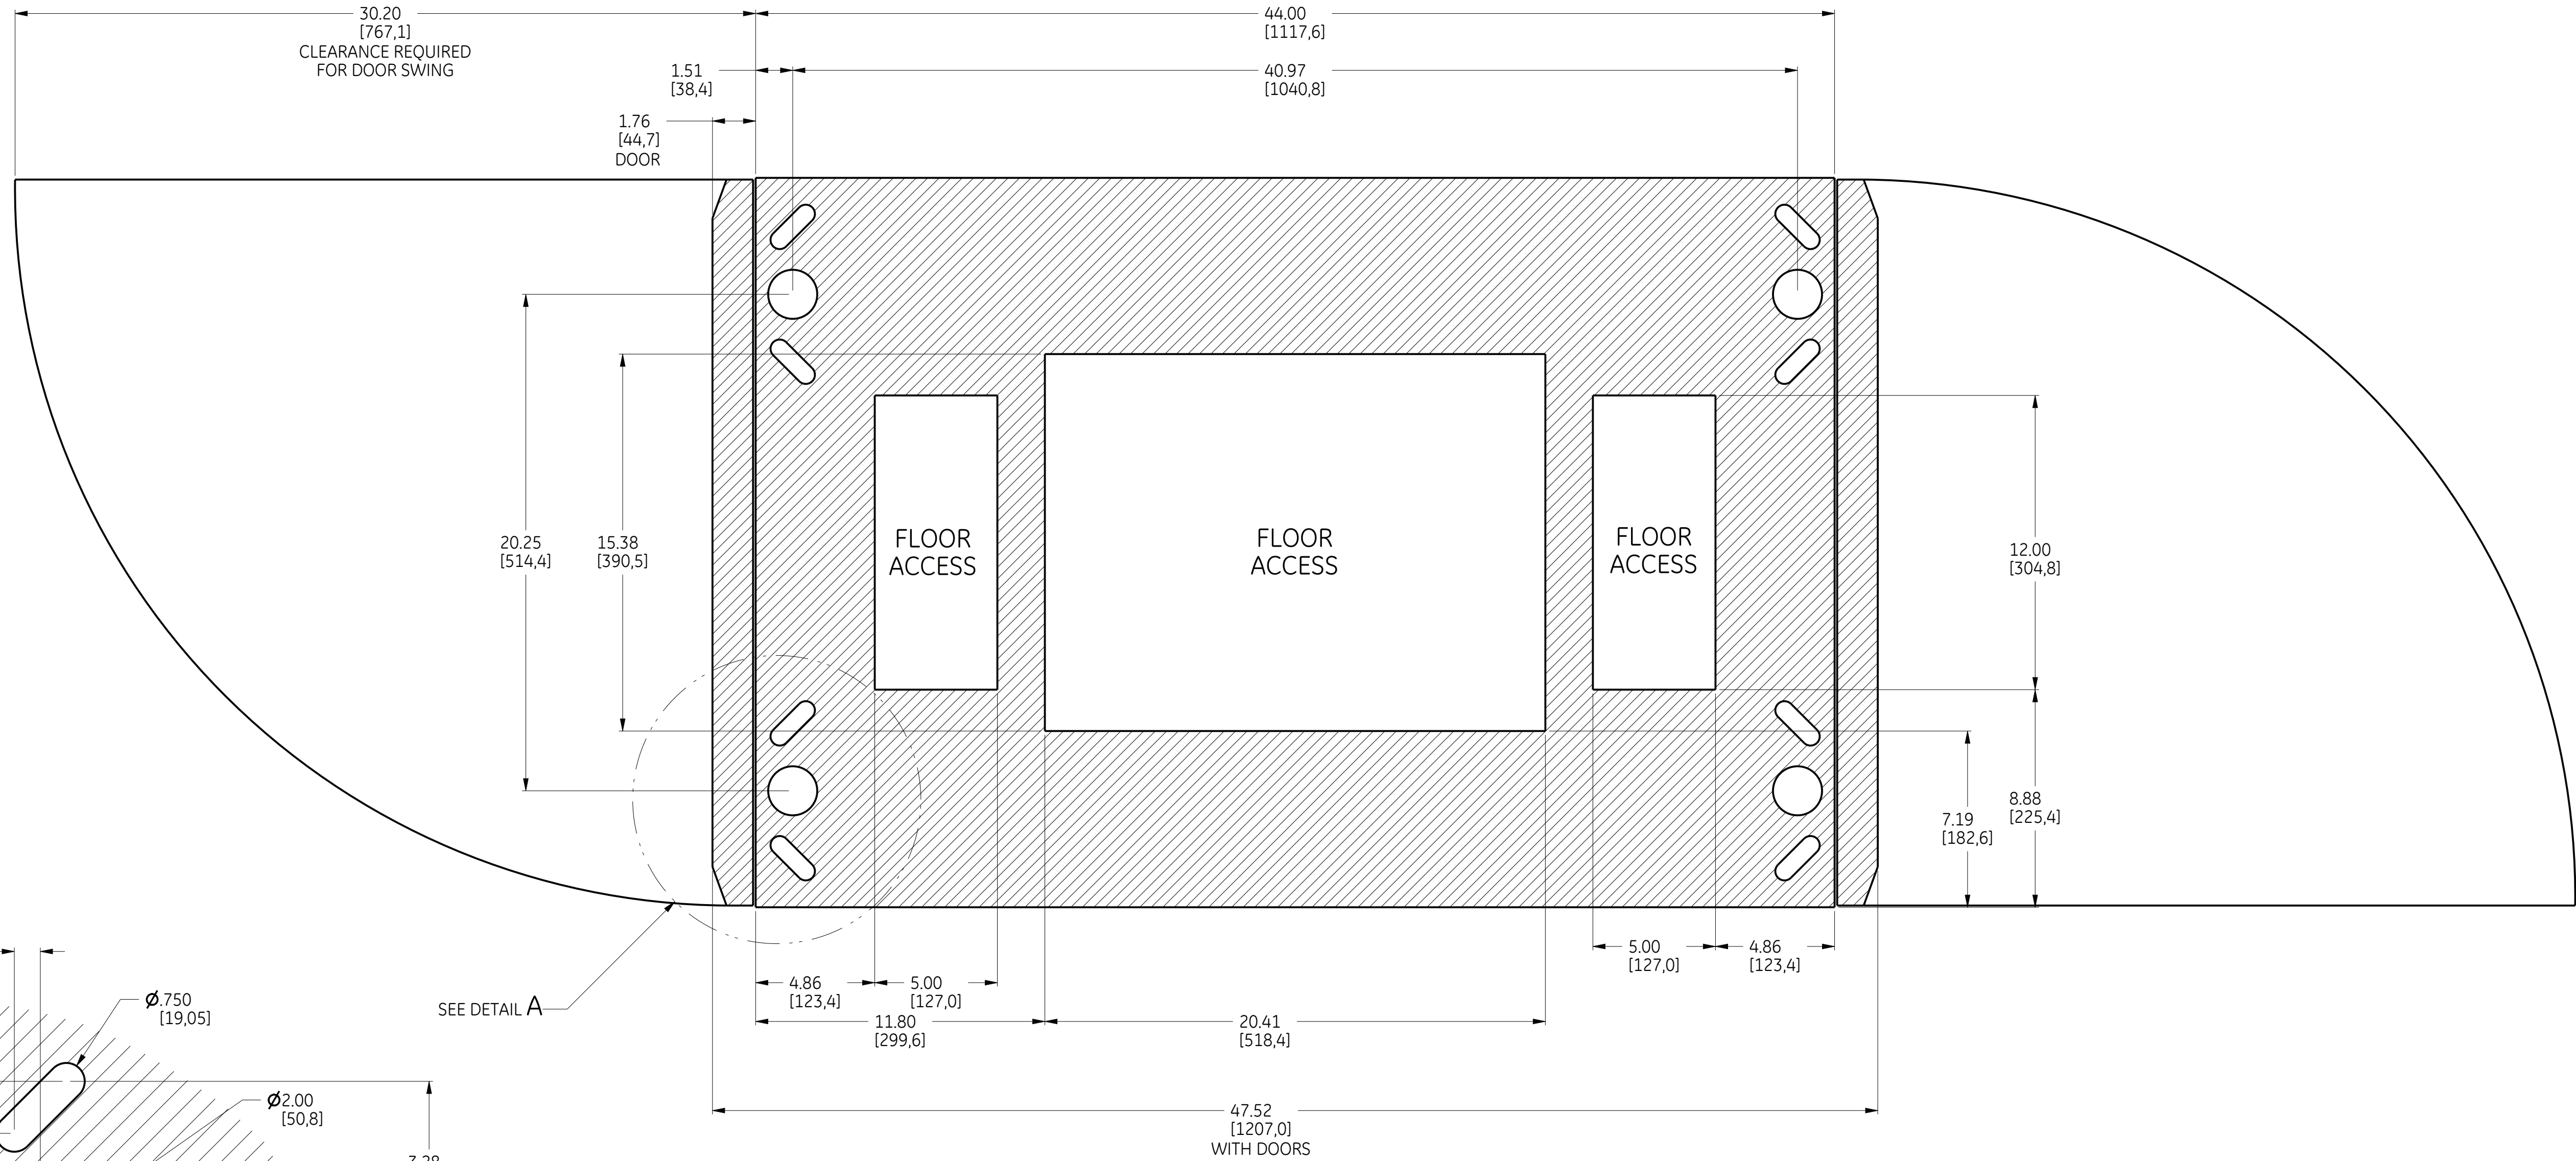 30.20
[767,1]
CLEARANCE REQUIRED
FOR DOOR SWING
44.00
[1117,6]
1.51
[38,4]
40.97
[1040,8]
1.76
[44,7]
DOOR
20.25
[514,4]
15.38
[390,5]
FLOOR
ACCESS
FLOOR
ACCESS
FLOOR
ACCESS
12.00
[304,8]
8.88
[225,4]
7.19
[182,6]
5.00
[127,0]
4.86
[123,4]
4.86
[123,4]
5.00
[127,0]
SEE DETAIL A
11.80
[299,6]
20.41
[518,4]
Ø.750
[19,05]
Ø2.00
[50,8]
47.52
[1207,0]
WITH DOORS